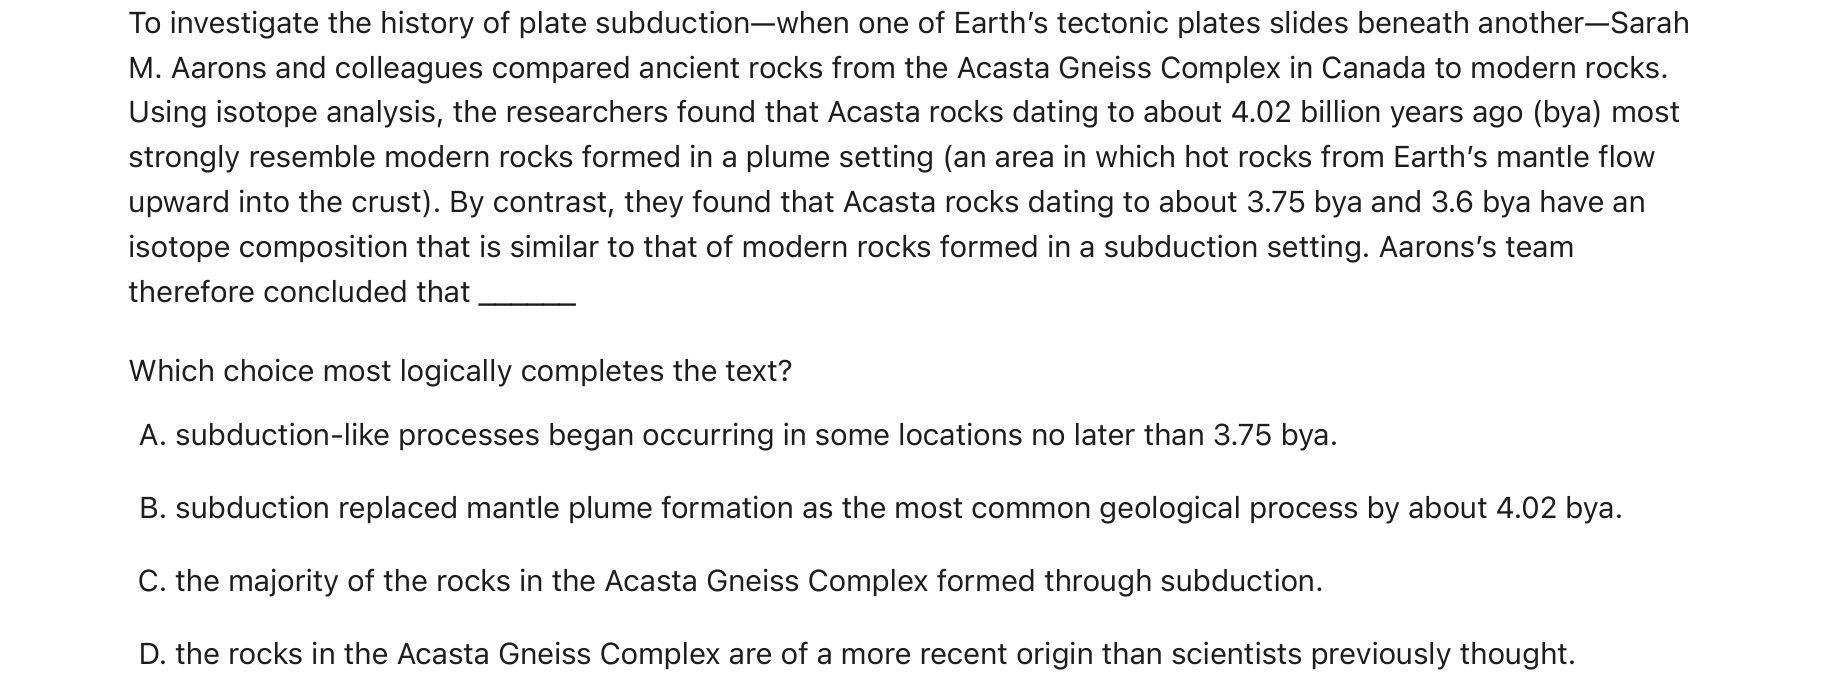 To investigate the history of plate subduction—when one of Earth’s tectonic plates slides beneath another—Sarah
M. Aarons and colleagues compared ancient rocks from the Acasta Gneiss Complex in Canada to modern rocks.
Using isotope analysis, the researchers found that Acasta rocks dating to about 4.02 billion years ago (bya) most
strongly resemble modern rocks formed in a plume setting (an area in which hot rocks from Earth’s mantle flow
upward into the crust). By contrast, they found that Acasta rocks dating to about 3.75 bya and 3.6 bya have an
isotope composition that is similar to that of modern rocks formed in a subduction setting. Aarons’s team
therefore concluded that ______
Which choice most logically completes the text?
A. subduction-like processes began occurring in some locations no later than 3.75 bya.
B. subduction replaced mantle plume formation as the most common geological process by about 4.02 bya.
C. the majority of the rocks in the Acasta Gneiss Complex formed through subduction.
D. the rocks in the Acasta Gneiss Complex are of a more recent origin than scientists previously thought.